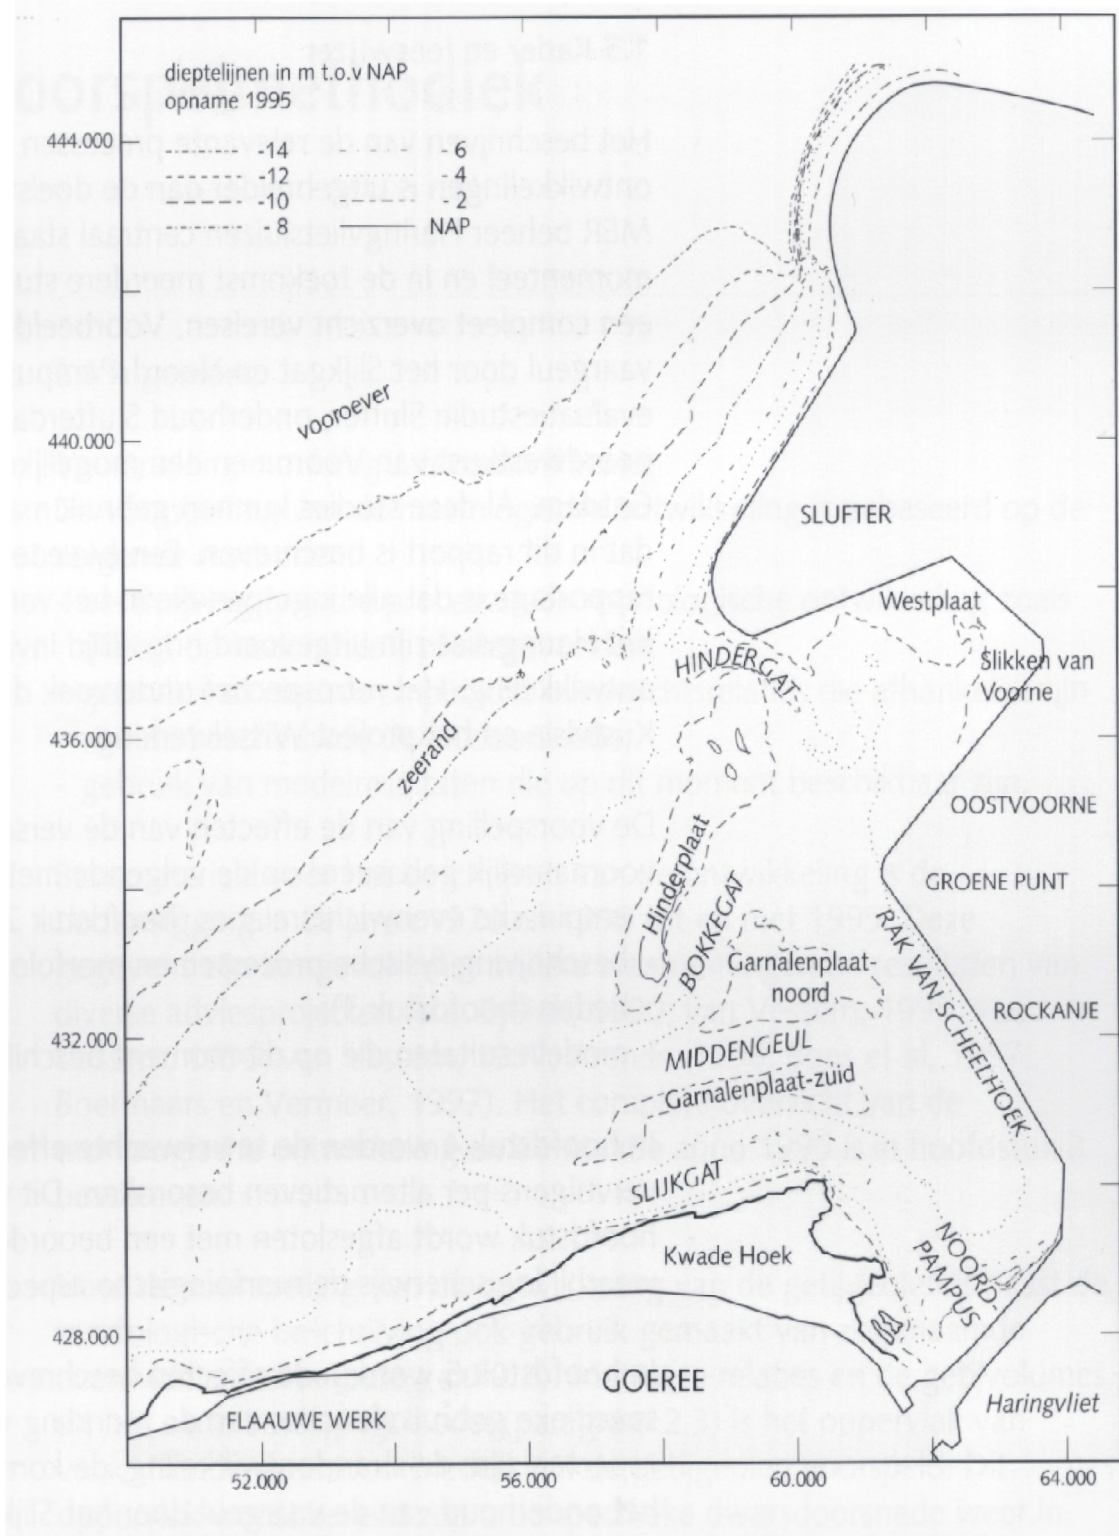 dieptelijnen in m t.o.v NAP
opname 1995
444.000
-14
-12
-10
- 8
- 6
- 4
- 2
NAP
vooroever
440.000
SLUFTER
Westplaat
HINDERGAT
Slikken van
Voorne
436.000
zeerand
OOSTVOORNE
Hinderplaat
GROENE PUNT
BOKKEGAT
RAK VAN SCHEELHOEK
Garnalenplaat-
noord
ROCKANJE
432.000
MIDDENGEUL
Garnalenplaat-zuid
SLIJKGAT
Kwade Hoek
NOORD-
PAMPUS
428.000
GOEREE
Haringvliet
FLAAUWE WERK
52.000
56.000
60.000
64.000